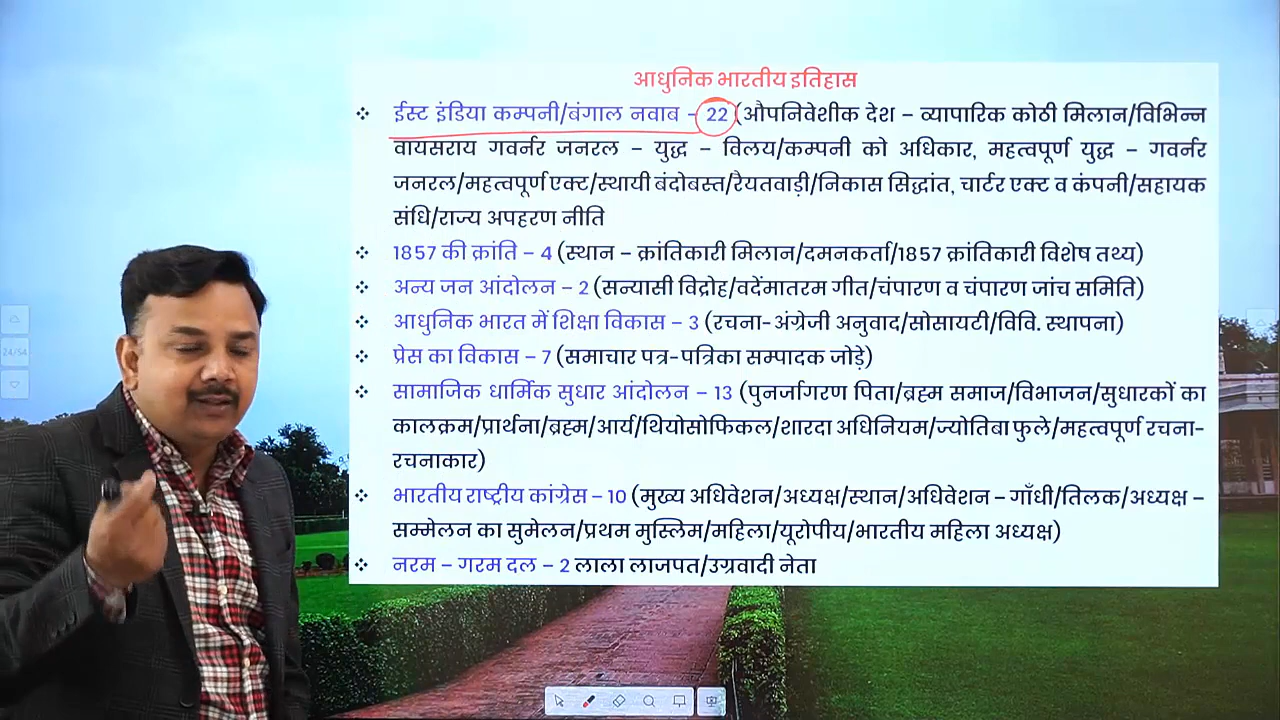 आधुनिक भारतीय इतिहास
❖ ईस्ट इंडिया कम्पनी/बंगाल नवाब – 22 (औपनिवेशीक देश – व्यापारिक कोठी मिलान/विभिन्न
वायसराय गवर्नर जनरल – युद्ध – विलय/कम्पनी को अधिकार, महत्वपूर्ण युद्ध – गवर्नर
जनरल/महत्वपूर्ण एक्ट/स्थायी बंदोबस्त/रैयतवाड़ी/निकास सिद्धांत, चार्टर एक्ट व कंपनी/सहायक
संधि/राज्य अपहरण नीति
❖ 1857 की क्रांति – 4 (स्थान – क्रांतिकारी मिलान/दमनकर्ता/1857 क्रांतिकारी विशेष तथ्य)
❖ अन्य जन आंदोलन – 2 (सन्यासी विद्रोह/वदेंमातरम गीत/चंपारण व चंपारण जांच समिति)
❖ आधुनिक भारत में शिक्षा विकास – 3 (रचना-अंग्रेजी अनुवाद/सोसायटी/विवि. स्थापना)
❖ प्रेस का विकास – 7 (समाचार पत्र-पत्रिका सम्पादक जोड़े)
❖ सामाजिक धार्मिक सुधार आंदोलन – 13 (पुनर्जागरण पिता/ब्रह्म समाज/विभाजन/सुधारकों का
कालक्रम/प्रार्थना/ब्रह्म/आर्य/थियोसोफिकल/शारदा अधिनियम/ज्योतिबा फुले/महत्वपूर्ण रचना-
रचनाकार)
❖ भारतीय राष्ट्रीय कांग्रेस – 10 (मुख्य अधिवेशन/अध्यक्ष/स्थान/अधिवेशन – गाँधी/तिलक/अध्यक्ष –
सम्मेलन का सुमेलन/प्रथम मुस्लिम/महिला/यूरोपीय/भारतीय महिला अध्यक्ष)
❖ नरम – गरम दल – 2 लाला लाजपत/उग्रवादी नेता
24/54